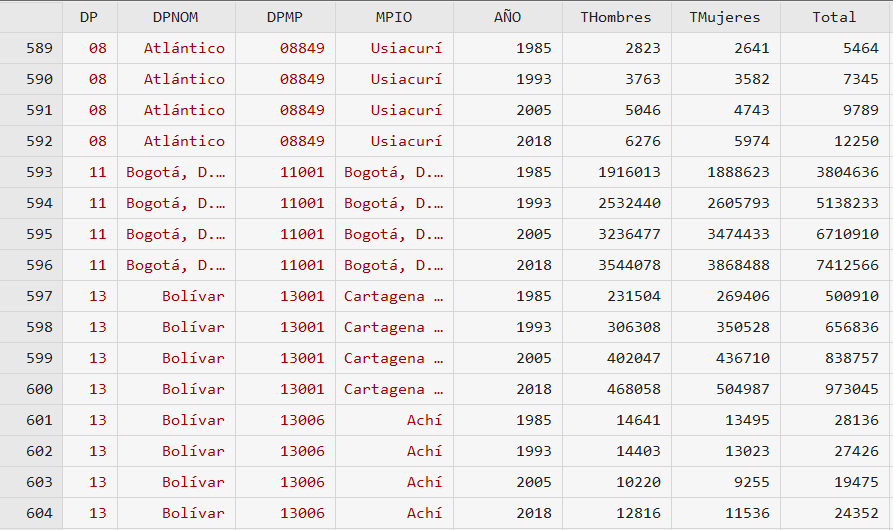 DP DPNOM DPMP MPIO AÑO THombres TMujeres Total
589 08 Atlántico 08849 Usiacurí 1985 2823 2641 5464
590 08 Atlántico 08849 Usiacurí 1993 3763 3582 7345
591 08 Atlántico 08849 Usiacurí 2005 5046 4743 9789
592 08 Atlántico 08849 Usiacurí 2018 6276 5974 12250
593 11 Bogotá, D.… 11001 Bogotá, D.… 1985 1916013 1888623 3804636
594 11 Bogotá, D.… 11001 Bogotá, D.… 1993 2532440 2605793 5138233
595 11 Bogotá, D.… 11001 Bogotá, D.… 2005 3236477 3474433 6710910
596 11 Bogotá, D.… 11001 Bogotá, D.… 2018 3544078 3868488 7412566
597 13 Bolívar 13001 Cartagena … 1985 231504 269406 500910
598 13 Bolívar 13001 Cartagena … 1993 306308 350528 656836
599 13 Bolívar 13001 Cartagena … 2005 402047 436710 838757
600 13 Bolívar 13001 Cartagena … 2018 468058 504987 973045
601 13 Bolívar 13006 Achí 1985 14641 13495 28136
602 13 Bolívar 13006 Achí 1993 14403 13023 27426
603 13 Bolívar 13006 Achí 2005 10220 9255 19475
604 13 Bolívar 13006 Achí 2018 12816 11536 24352